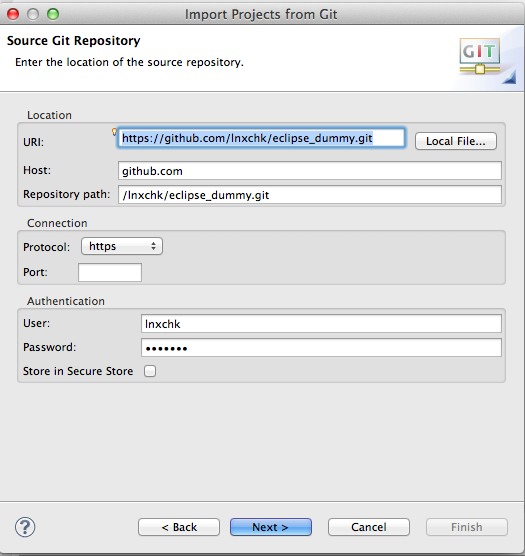 Import Projects from Git
Source Git Repository
Enter the location of the source repository.
GIT
Location
URI: https://github.com/lnxchk/eclipse_dummy.git Local File...
Host: github.com
Repository path: /lnxchk/eclipse_dummy.git
Connection
Protocol: https
Port:
Authentication
User: lnxchk
Password: •••••••
Store in Secure Store
? < Back Next > Cancel Finish